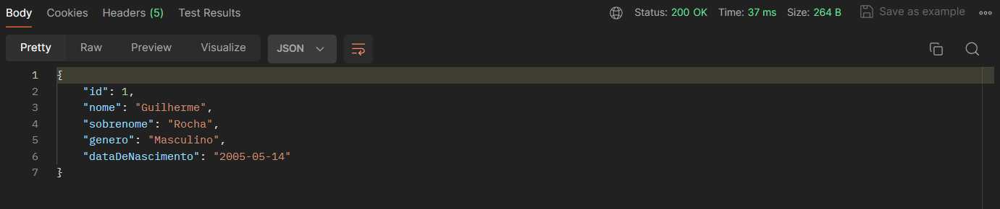 Body Cookies Headers (5) Test Results Status: 200 OK Time: 37 ms Size: 264 B Save as example
Pretty Raw Preview Visualize JSON
1 {
2 "id": 1,
3 "nome": "Guilherme",
4 "sobrenome": "Rocha",
5 "genero": "Masculino",
6 "dataDeNascimento": "2005-05-14"
7 }